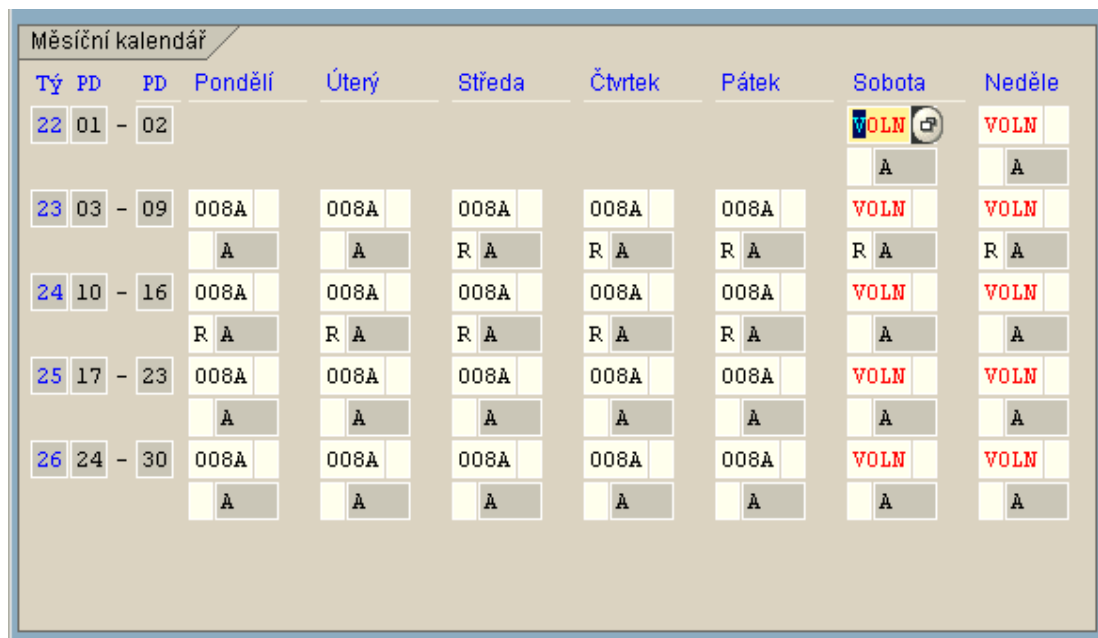 Měsíční kalendář
Tý PD PD Pondělí Úterý Středa Čtvrtek Pátek Sobota Neděle
22 01 - 02 VOLN VOLN
A A
23 03 - 09 008A 008A 008A 008A 008A VOLN VOLN
A A R A R A R A R A R A
24 10 - 16 008A 008A 008A 008A 008A VOLN VOLN
R A R A R A R A R A A A
25 17 - 23 008A 008A 008A 008A 008A VOLN VOLN
A A A A A A A
26 24 - 30 008A 008A 008A 008A 008A VOLN VOLN
A A A A A A A